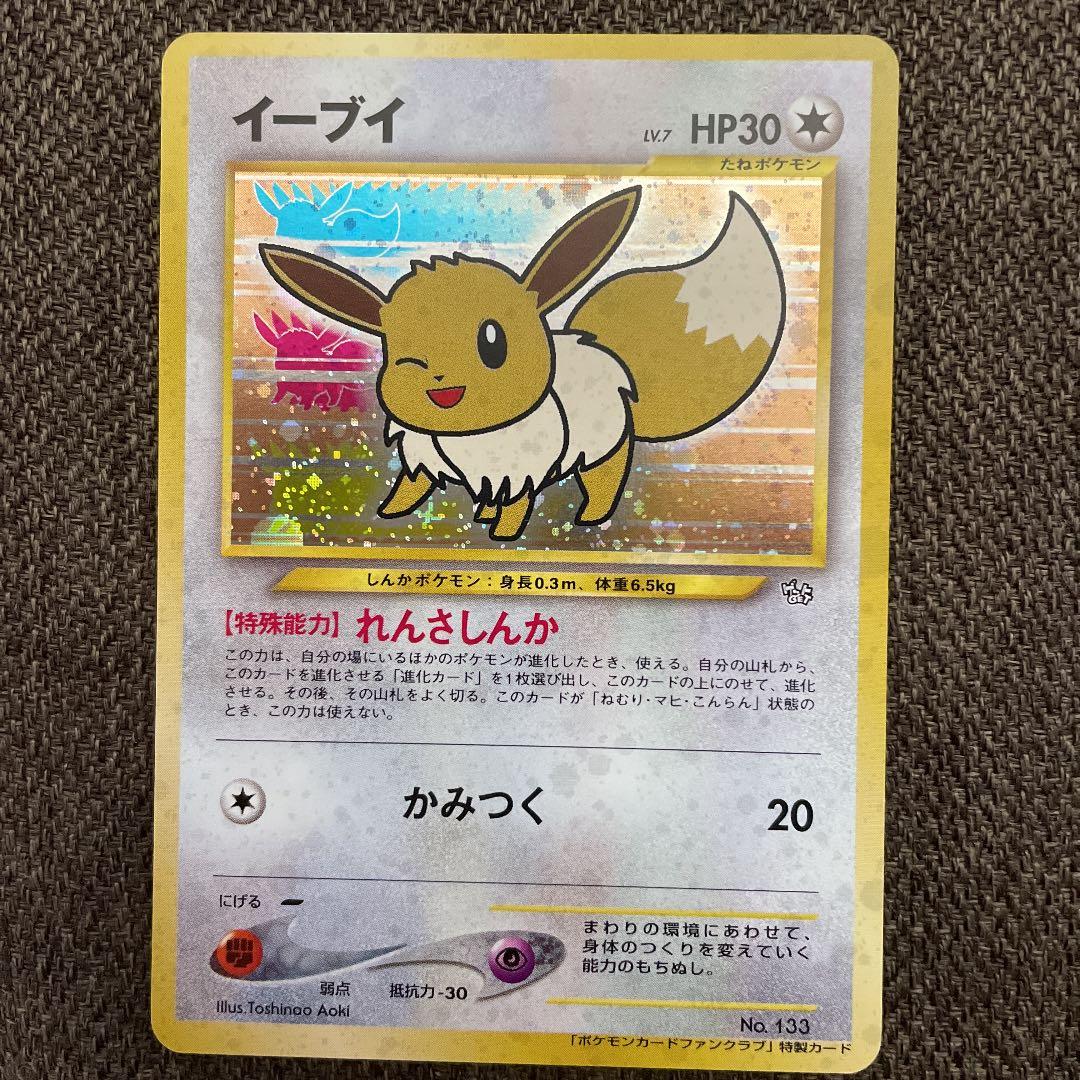 イーブイ
LV.7 HP30
たねポケモン
しんかポケモン：身長0.3m、体重6.5kg
GET
【特殊能力】れんさしんか
この力は、自分の場にいるほかのポケモンが進化したとき、使える。自分の山札から、
このカードを進化させる「進化カード」を1枚選び出し、このカードの上にのせて、進化
させる。その後、その山札をよく切る。このカードが「ねむり・マヒ・こんらん」状態の
とき、この力は使えない。
かみつく 20
にげる
弱点
抵抗力-30
まわりの環境にあわせて、
身体のつくりを変えていく
能力のもちぬし。
Illus.Toshinao Aoki
No. 133
「ポケモンカードファンクラブ」特製カード